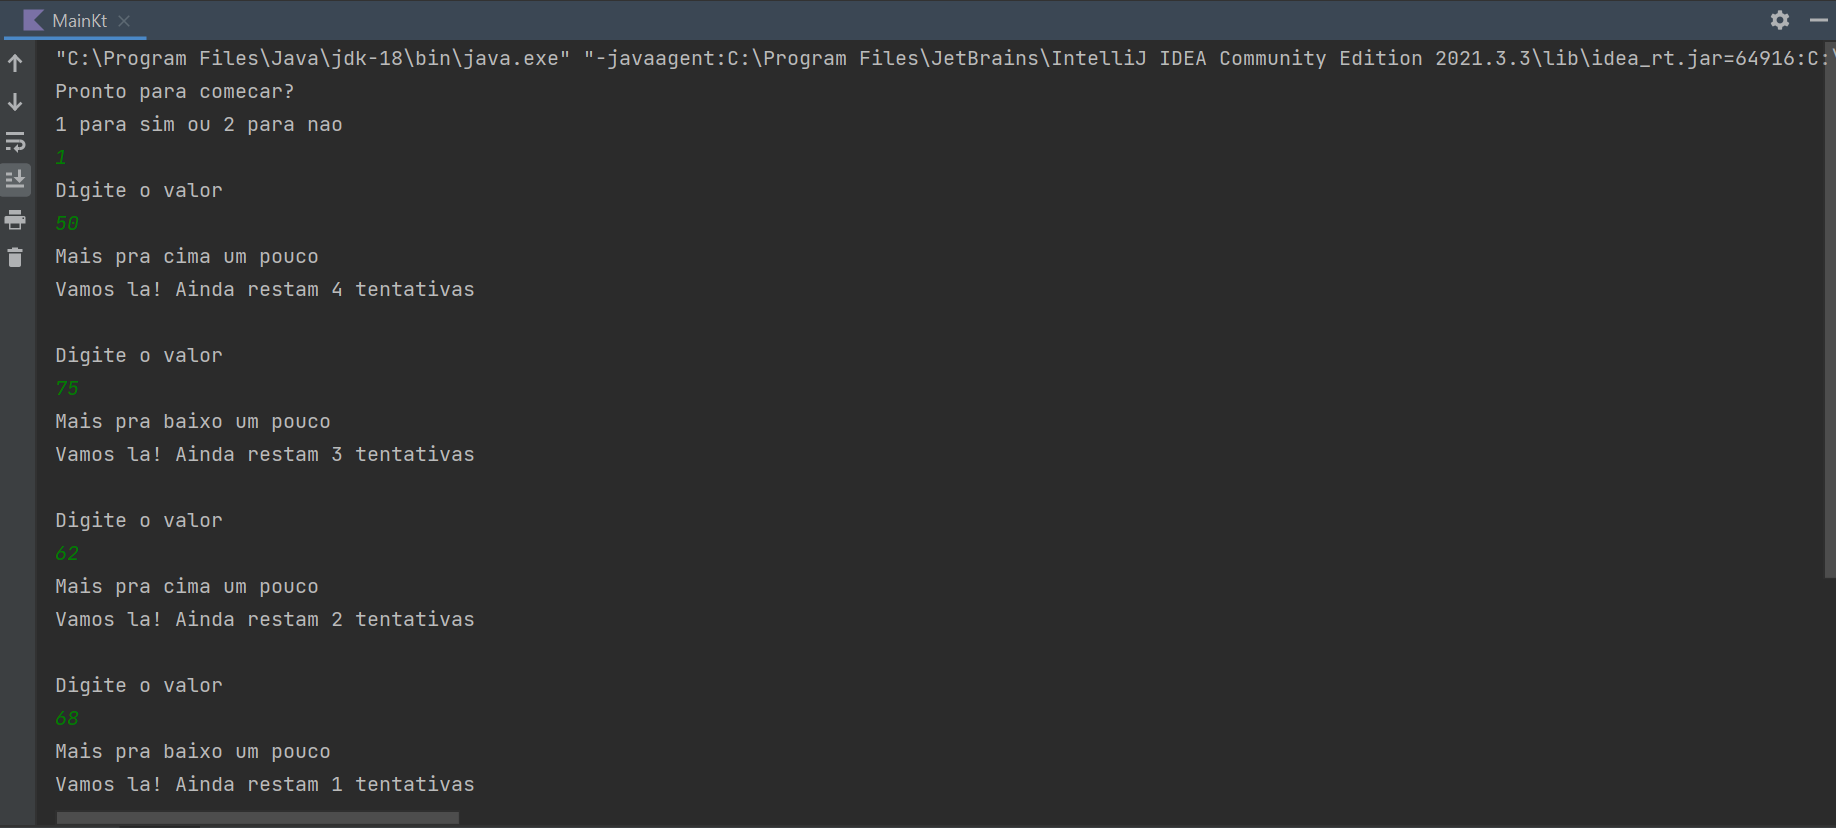 MainKt
"C:\Program Files\Java\jdk-18\bin\java.exe" "-javaagent:C:\Program Files\JetBrains\IntelliJ IDEA Community Edition 2021.3.3\lib\idea_rt.jar=64916:C:\
Pronto para comecar?
1 para sim ou 2 para nao
1
Digite o valor
50
Mais pra cima um pouco
Vamos la! Ainda restam 4 tentativas
Digite o valor
75
Mais pra baixo um pouco
Vamos la! Ainda restam 3 tentativas
Digite o valor
62
Mais pra cima um pouco
Vamos la! Ainda restam 2 tentativas
Digite o valor
68
Mais pra baixo um pouco
Vamos la! Ainda restam 1 tentativas